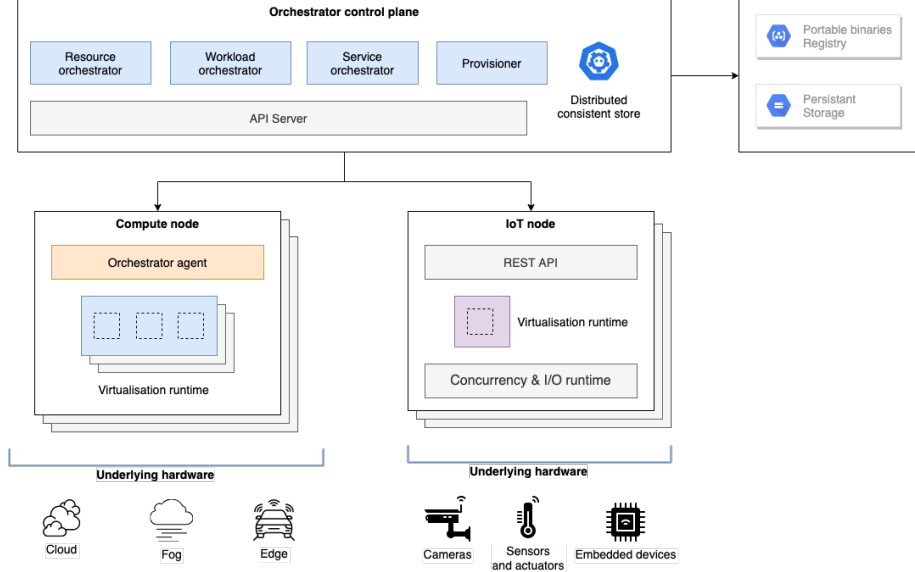 Orchestrator control plane
Resource
orchestrator
Workload
orchestrator
Service
orchestrator
Provisioner
Distributed
consistent store
API Server
Portable binaries
Registry
Persistant
Storage
Compute node
Orchestrator agent
Virtualisation runtime
IoT node
REST API
Virtualisation runtime
Concurrency & I/O runtime
Underlying hardware
Cloud
Fog
Edge
Underlying hardware
Cameras
Sensors
and actuators
Embedded devices